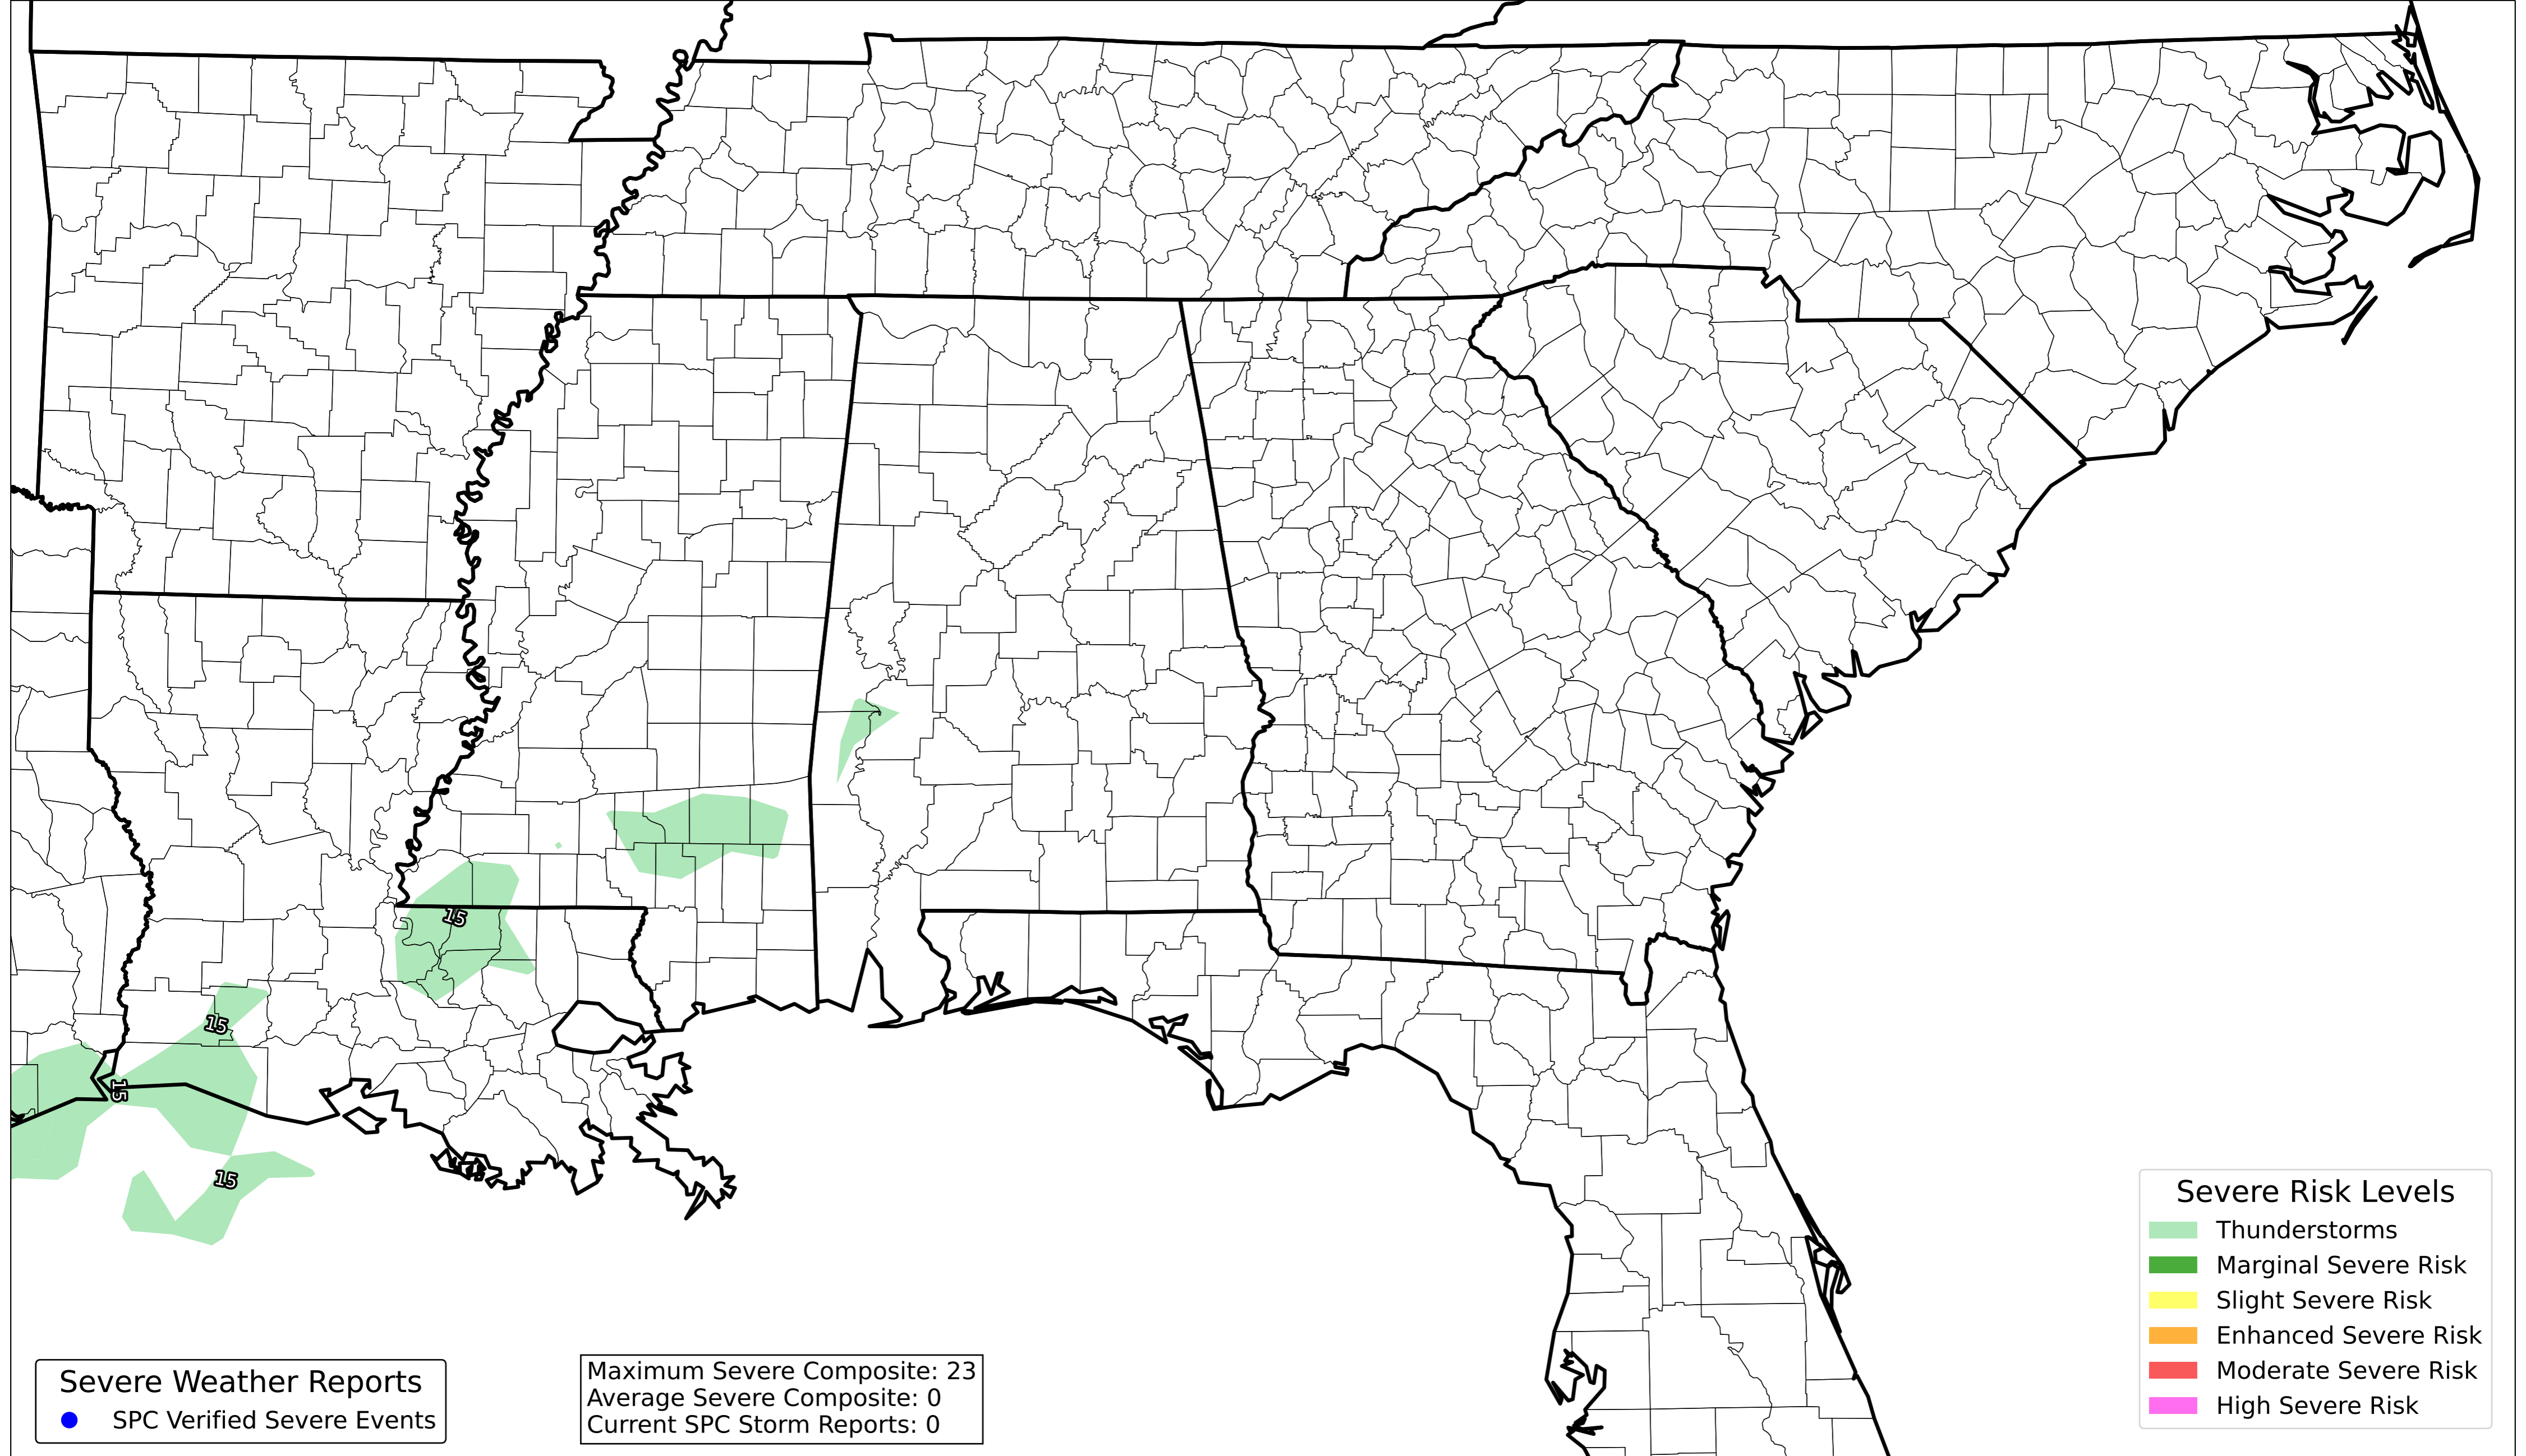 15
15
15
15
Severe Weather Reports
SPC Verified Severe Events
Maximum Severe Composite: 23
Average Severe Composite: 0
Current SPC Storm Reports: 0
Severe Risk Levels
Thunderstorms
Marginal Severe Risk
Slight Severe Risk
Enhanced Severe Risk
Moderate Severe Risk
High Severe Risk